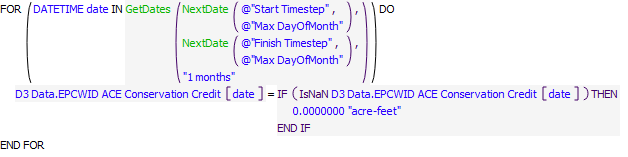 FOR ( DATETIME date IN GetDates ( NextDate ( @"Start Timestep" ,
@"Max DayOfMonth" ) ,
NextDate ( @"Finish Timestep" ,
@"Max DayOfMonth" ) ,
"1 months" ) ) DO
D3 Data.EPCWID ACE Conservation Credit [ date ] = IF ( IsNaN D3 Data.EPCWID ACE Conservation Credit [ date ] ) THEN
0.0000000 "acre-feet"
END IF
END FOR